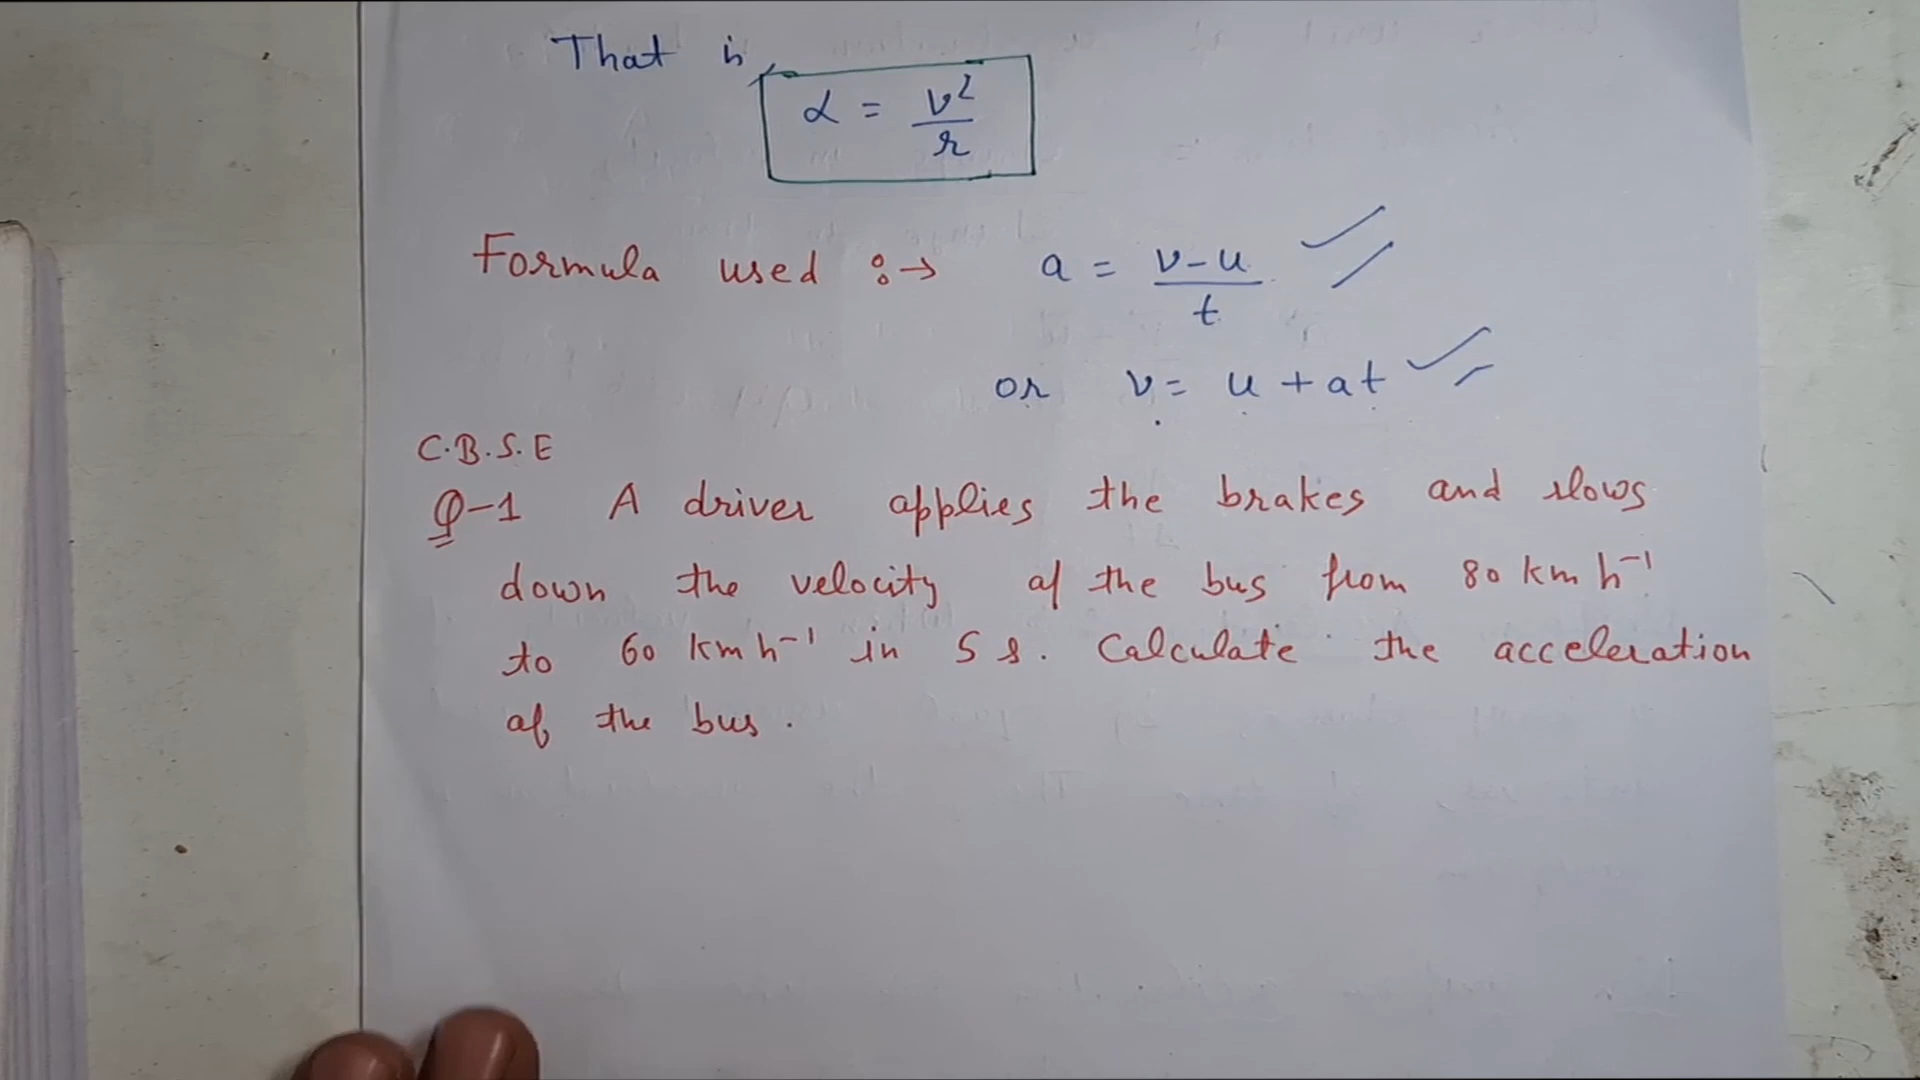 That is
α = v²/r
Formula used :→ a = v-u/t
or v = u + at
C.B.S.E
Q-1 A driver applies the brakes and slows
down the velocity of the bus from 80 km h⁻¹
to 60 km h⁻¹ in 5 s. Calculate the acceleration
of the bus.